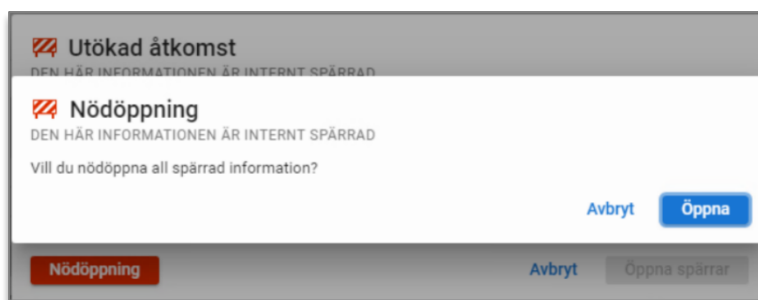 Utökad åtkomst
DEN HÄR INFORMATIONEN ÄR INTERNT SPÄRRAD
Nödöppning
DEN HÄR INFORMATIONEN ÄR INTERNT SPÄRRAD
Vill du nödöppna all spärrad information?
Avbryt Öppna
Nödöppning Avbryt Öppna spärrar